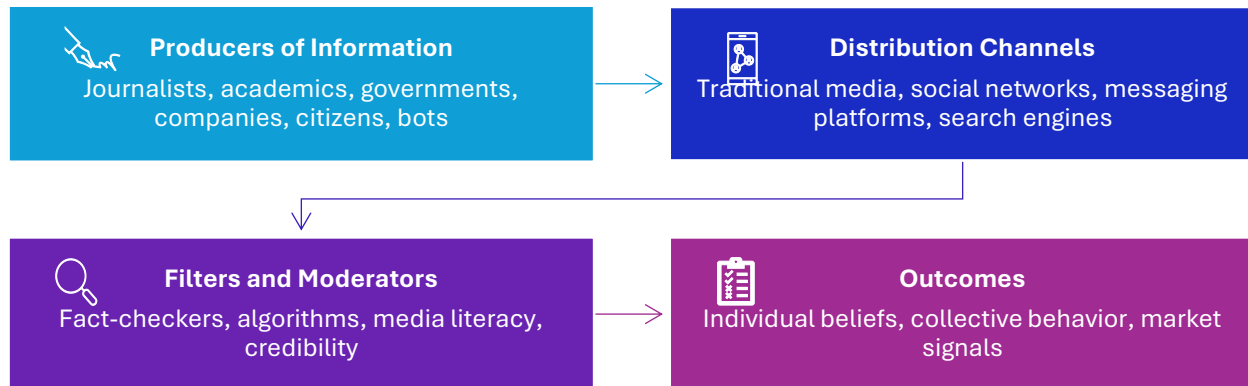 Producers of Information
Journalists, academics, governments,
companies, citizens, bots
Distribution Channels
Traditional media, social networks, messaging
platforms, search engines
Filters and Moderators
Fact-checkers, algorithms, media literacy,
credibility
Outcomes
Individual beliefs, collective behavior, market
signals